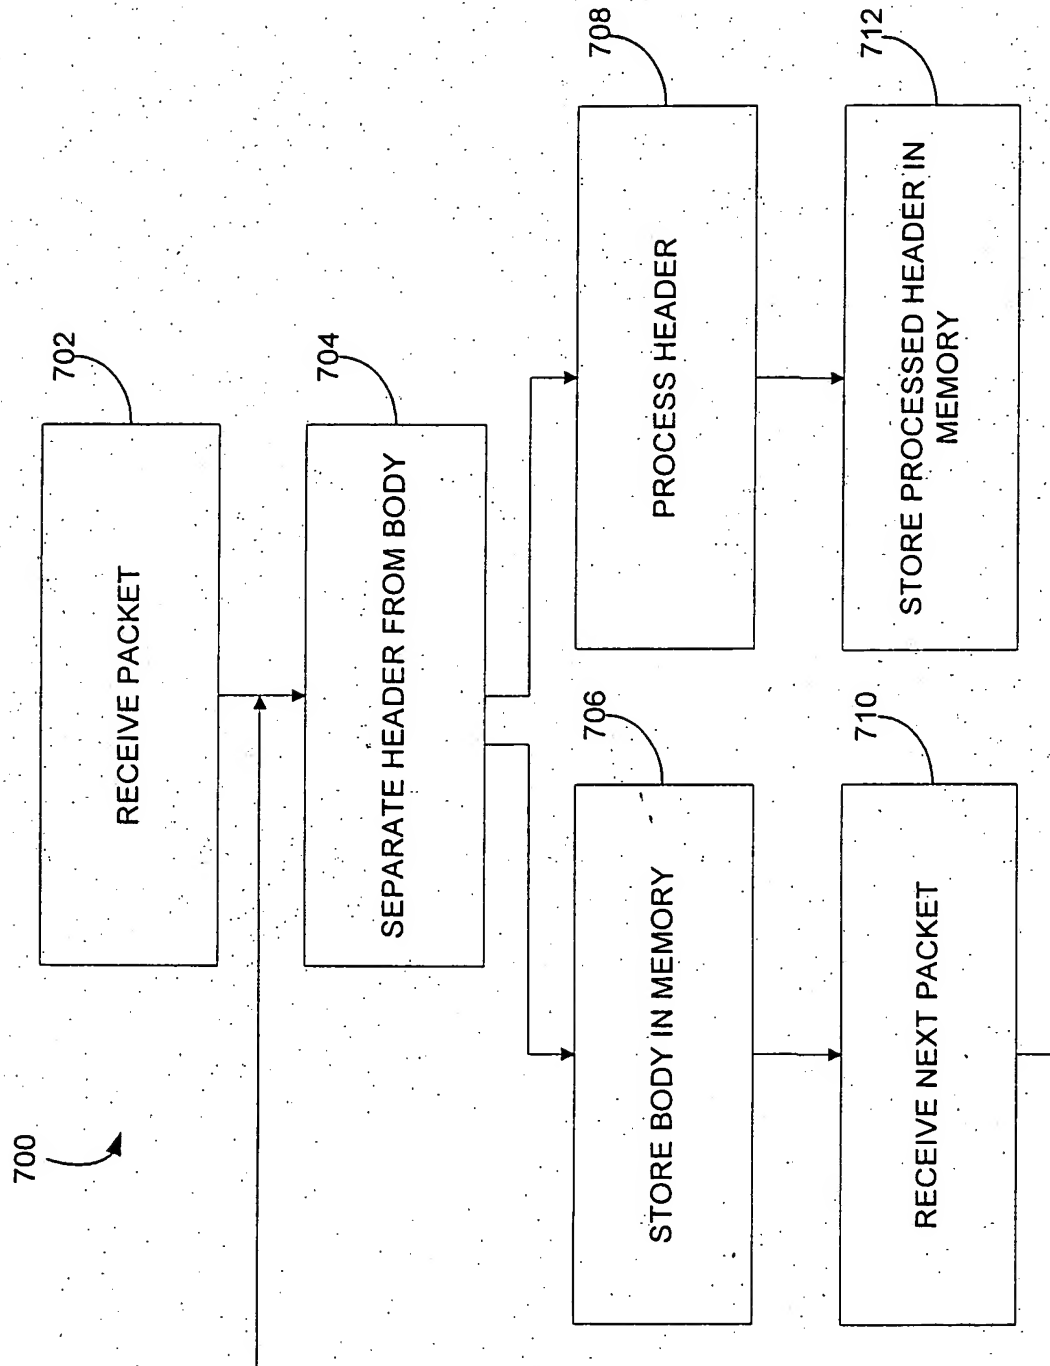 700
702
RECEIVE PACKET
704
SEPARATE HEADER FROM BODY
706
STORE BODY IN MEMORY
708
PROCESS HEADER
710
RECEIVE NEXT PACKET
712
STORE PROCESSED HEADER IN
MEMORY